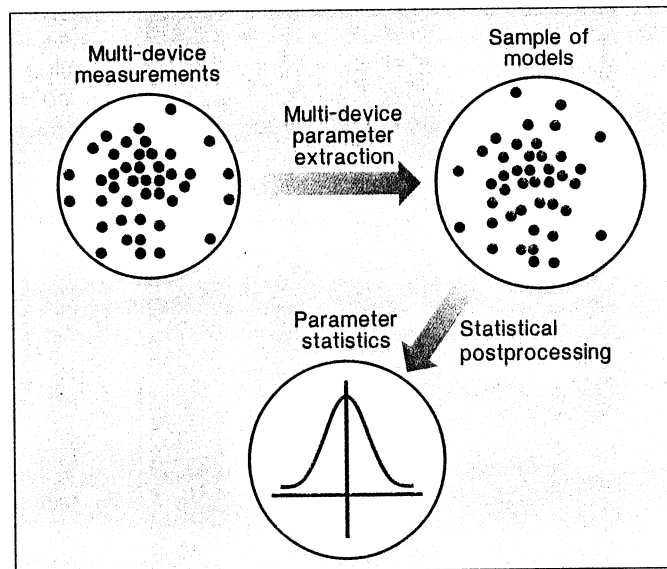 Multi-device
measurements
Multi-device
parameter
extraction
Sample of
models
Parameter
statistics
Statistical
postprocessing